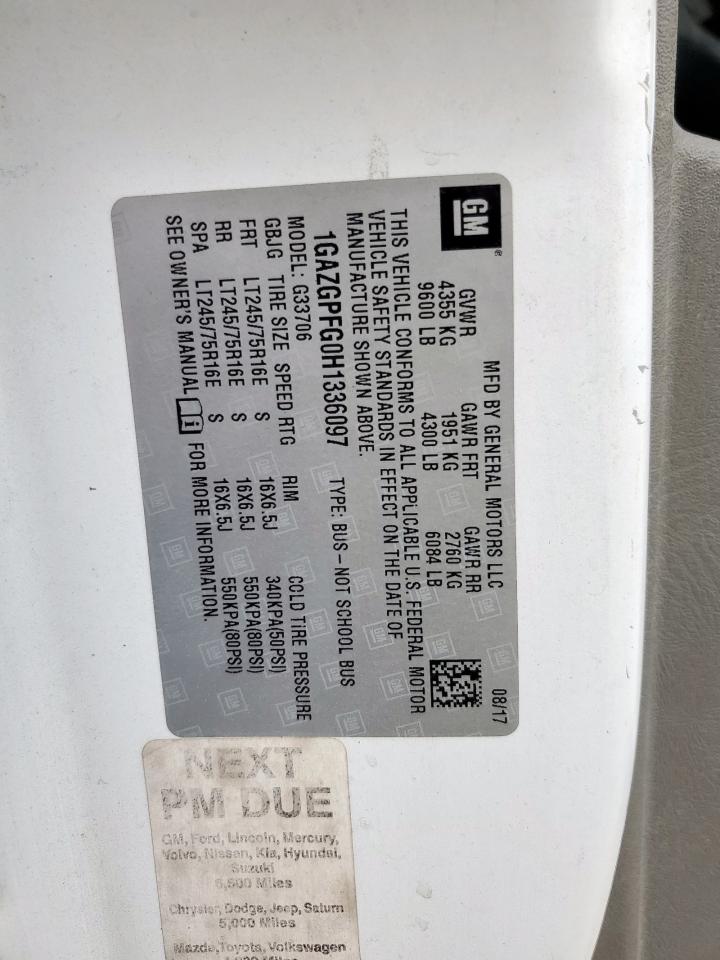 GM
MFD BY GENERAL MOTORS LLC 08/17
GVWR GAWR FRT GAWR RR
4355 KG 1951 KG 2760 KG
9600 LB 4300 LB 6084 LB
THIS VEHICLE CONFORMS TO ALL APPLICABLE U.S. FEDERAL MOTOR
VEHICLE SAFETY STANDARDS IN EFFECT ON THE DATE OF
MANUFACTURE SHOWN ABOVE.
1GAZGPFG0H1336097 TYPE: BUS–NOT SCHOOL BUS
MODEL: G33706
GBJG TIRE SIZE SPEED RTG RIM COLD TIRE PRESSURE
FRT LT245/75R16E S 16X6.5J 340KPA(50PSI)
RR LT245/75R16E S 16X6.5J 550KPA(80PSI)
SPA LT245/75R16E S 16X6.5J 550KPA(80PSI)
SEE OWNER'S MANUAL FOR MORE INFORMATION.
NEXT
PM DUE
GM, Ford, Lincoln, Mercury,
Volvo, Nissan, Kia, Hyundai,
Suzuki
Miles
Chrysler, Dodge, Jeep, Saturn
5,000 Miles
Mazda, Toyota, Volkswagen
Miles